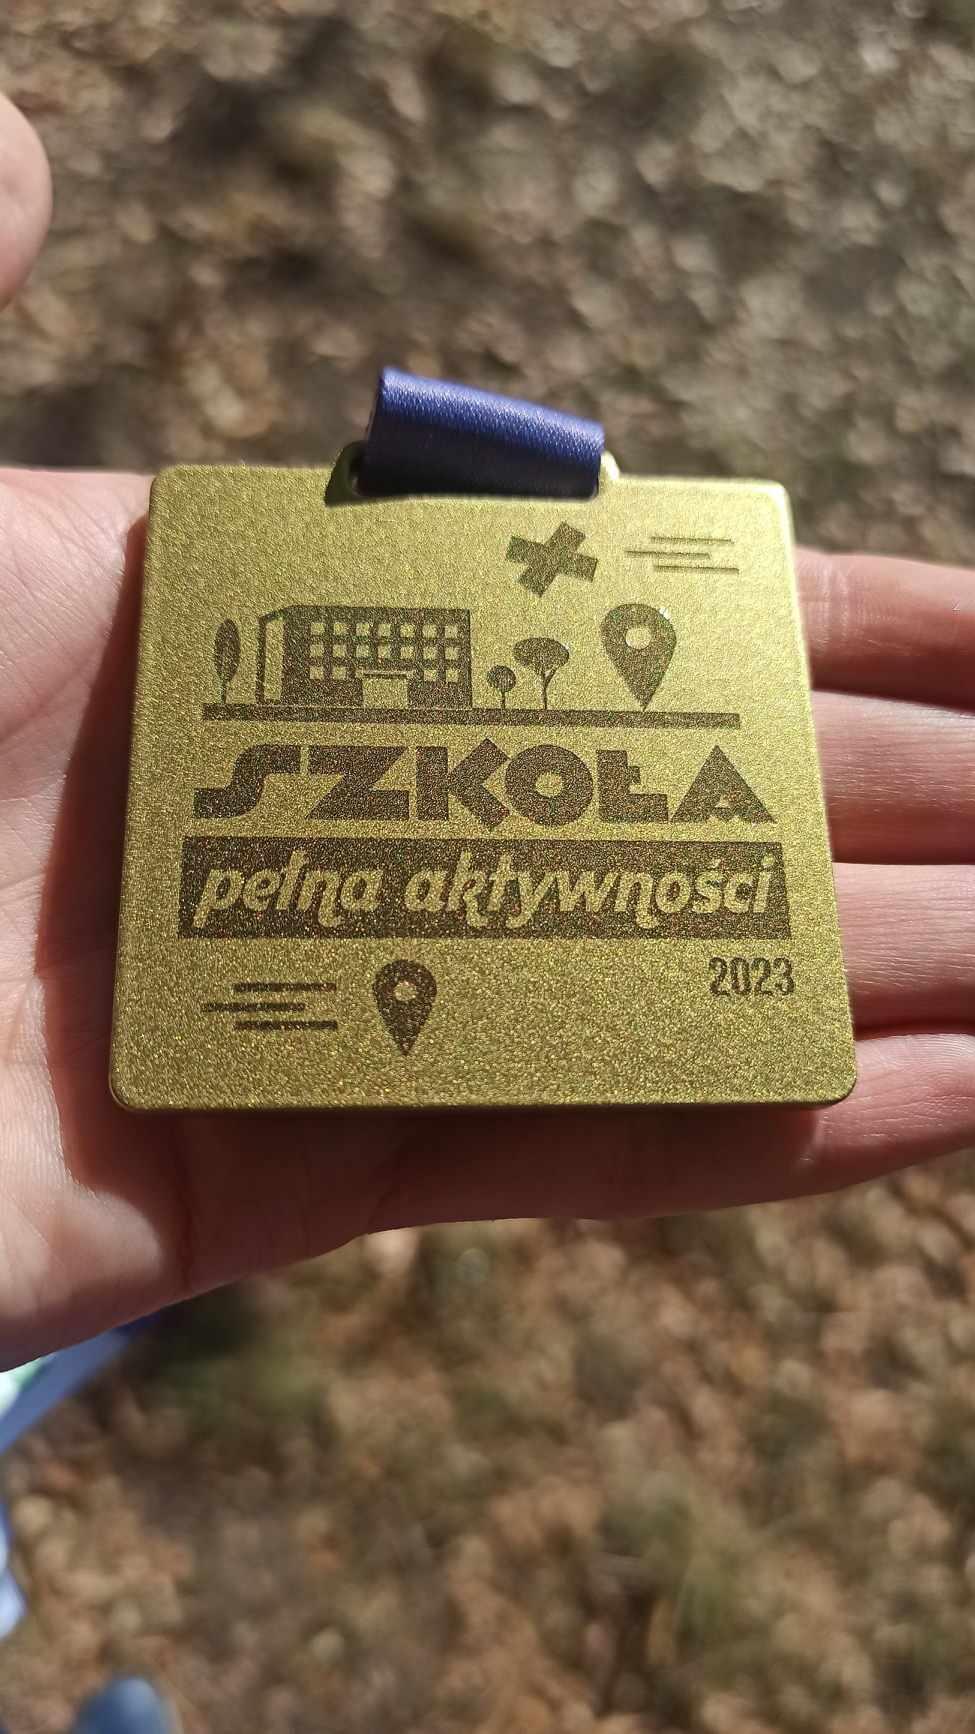 SZKOŁA
pełna aktywności
2023